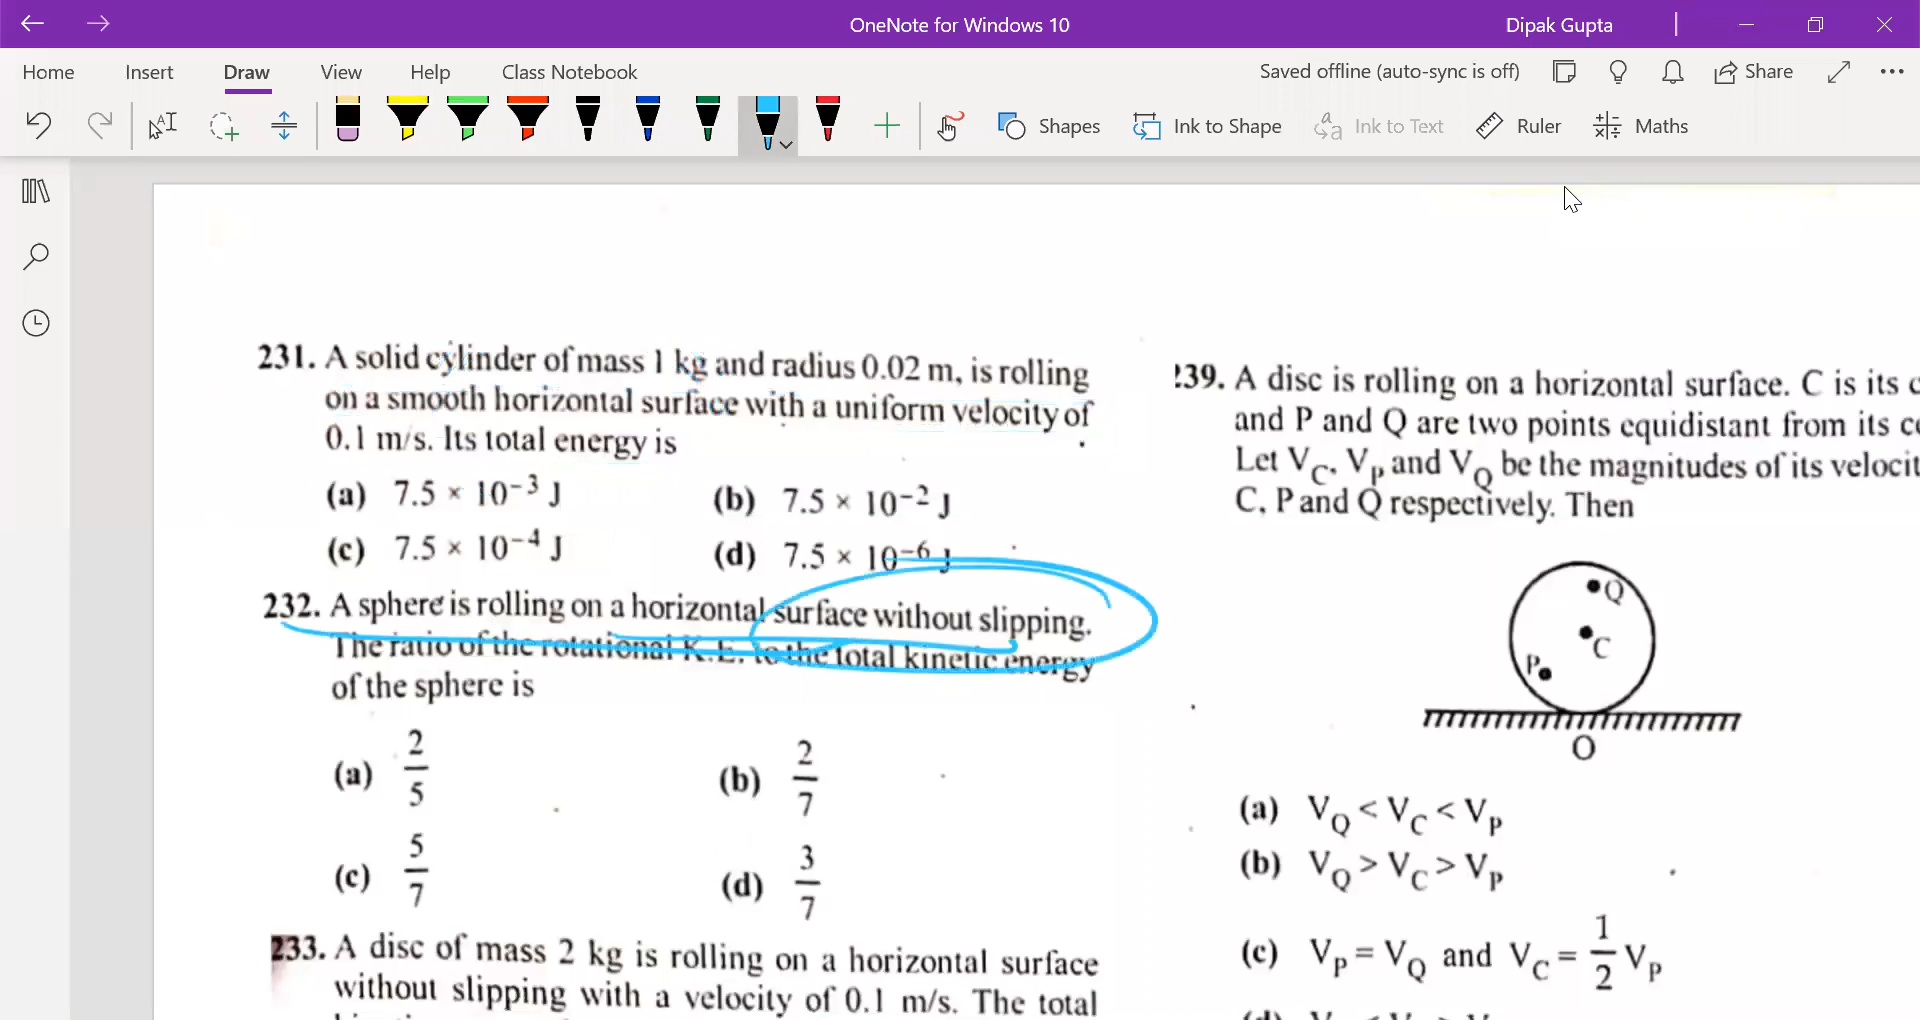 OneNote for Windows 10
Dipak Gupta
Home Insert Draw View Help Class Notebook
Saved offline (auto-sync is off) Share
Shapes Ink to Shape Ink to Text Ruler Maths
231. A solid cylinder of mass 1 kg and radius 0.02 m, is rolling
on a smooth horizontal surface with a uniform velocity of
0.1 m/s. Its total energy is
(a) 7.5 × 10⁻³ J (b) 7.5 × 10⁻² J
(c) 7.5 × 10⁻⁴ J (d) 7.5 × 10⁻⁶ J
232. A sphere is rolling on a horizontal surface without slipping.
The ratio of the rotational K.E. to the total kinetic energy
of the sphere is
(a) 2/5 (b) 2/7
(c) 5/7 (d) 3/7
233. A disc of mass 2 kg is rolling on a horizontal surface
without slipping with a velocity of 0.1 m/s. The total
39. A disc is rolling on a horizontal surface. C is its
and P and Q are two points equidistant from its
Let V_C, V_P and V_Q be the magnitudes of its
C, P and Q respectively. Then
Q
C
P
O
(a) V_Q < V_C < V_P
(b) V_Q > V_C > V_P
(c) V_P = V_Q and V_C = 1/2 V_P